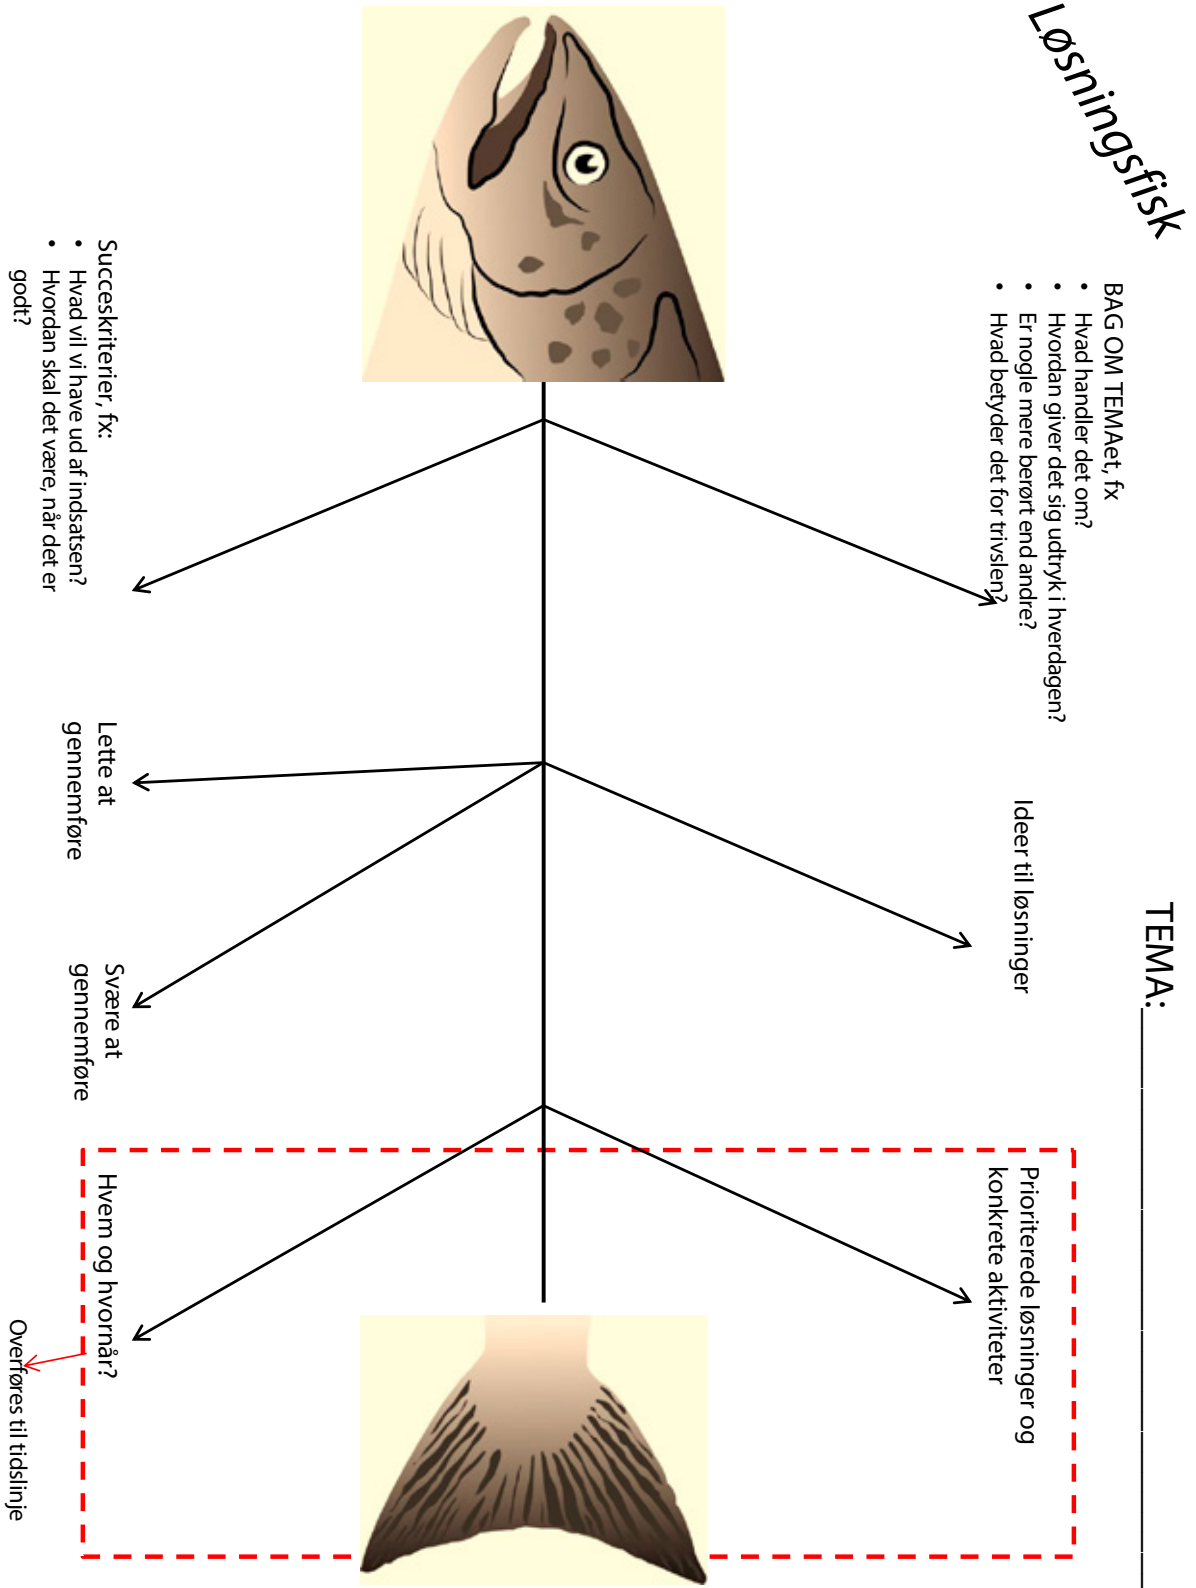 Løsningsfisk
TEMA:
BAG OM TEMAet, fx
• Hvad handler det om?
• Hvordan giver det sig udtryk i hverdagen?
• Er nogle mere berørt end andre?
• Hvad betyder det for trivslen?
Ideer til løsninger
Prioriterede løsninger og
konkrete aktiviteter
Succeskriterier, fx:
• Hvad vil vi have ud af indsatsen?
• Hvordan skal det være, når det er
godt?
Lette at
gennemføre
Svære at
gennemføre
Hvem og hvornår?
Overføres til tidslinje